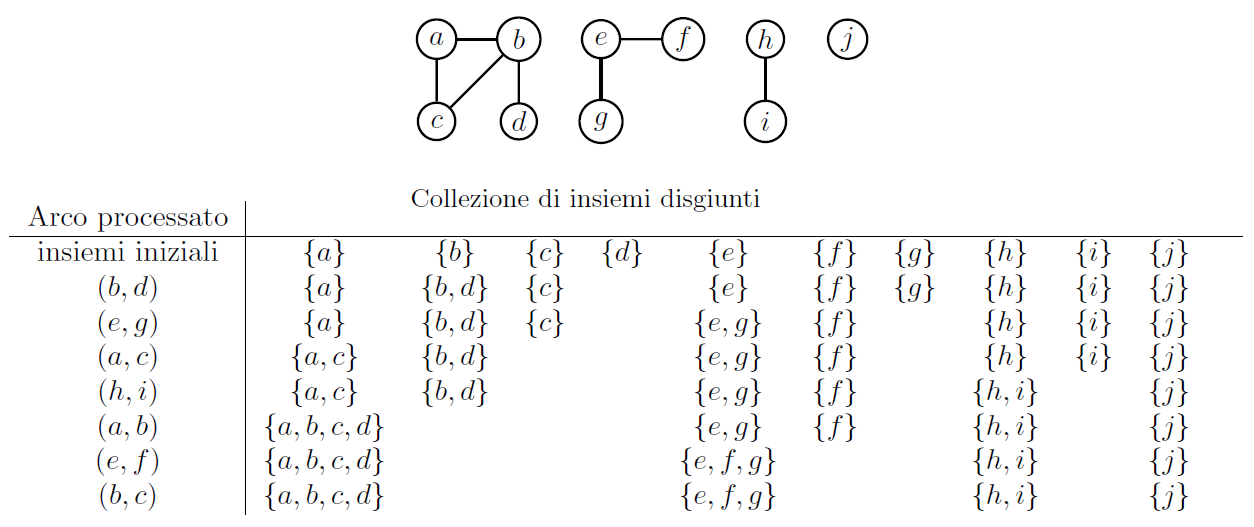 a b e f h j
c d g i
Collezione di insiemi disgiunti
Arco processato
insiemi iniziali {a} {b} {c} {d} {e} {f} {g} {h} {i} {j}
(b, d) {a} {b, d} {c} {e} {f} {g} {h} {i} {j}
(e, g) {a} {b, d} {c} {e, g} {f} {h} {i} {j}
(a, c) {a, c} {b, d} {e, g} {f} {h} {i} {j}
(h, i) {a, c} {b, d} {e, g} {f} {h, i} {j}
(a, b) {a, b, c, d} {e, g} {f} {h, i} {j}
(e, f) {a, b, c, d} {e, f, g} {h, i} {j}
(b, c) {a, b, c, d} {e, f, g} {h, i} {j}